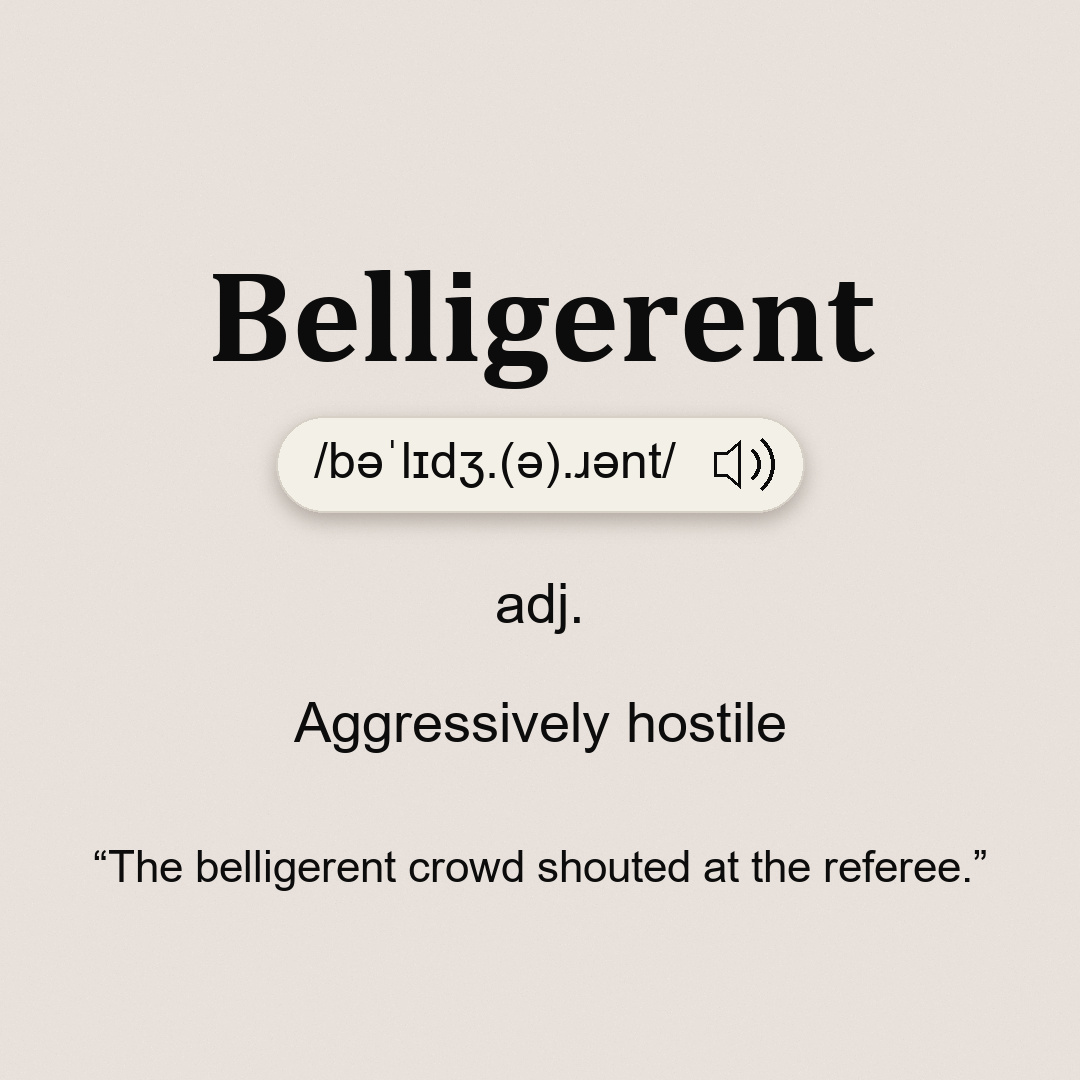 Belligerent
/bəˈlɪdʒ.(ə).ɹənt/
adj.
Aggressively hostile
“The belligerent crowd shouted at the referee.”